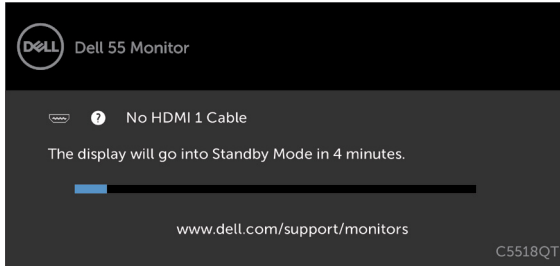 DELL
Dell 55 Monitor
? No HDMI 1 Cable
The display will go into Standby Mode in 4 minutes.
www.dell.com/support/monitors
C5518QT